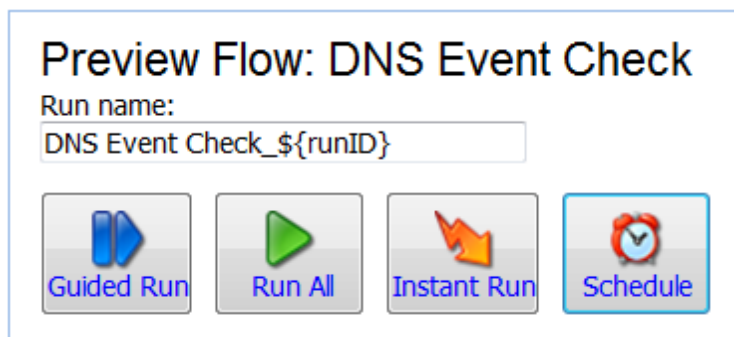 Preview Flow: DNS Event Check
Run name:
DNS Event Check_${runID}
Guided Run Run All Instant Run Schedule